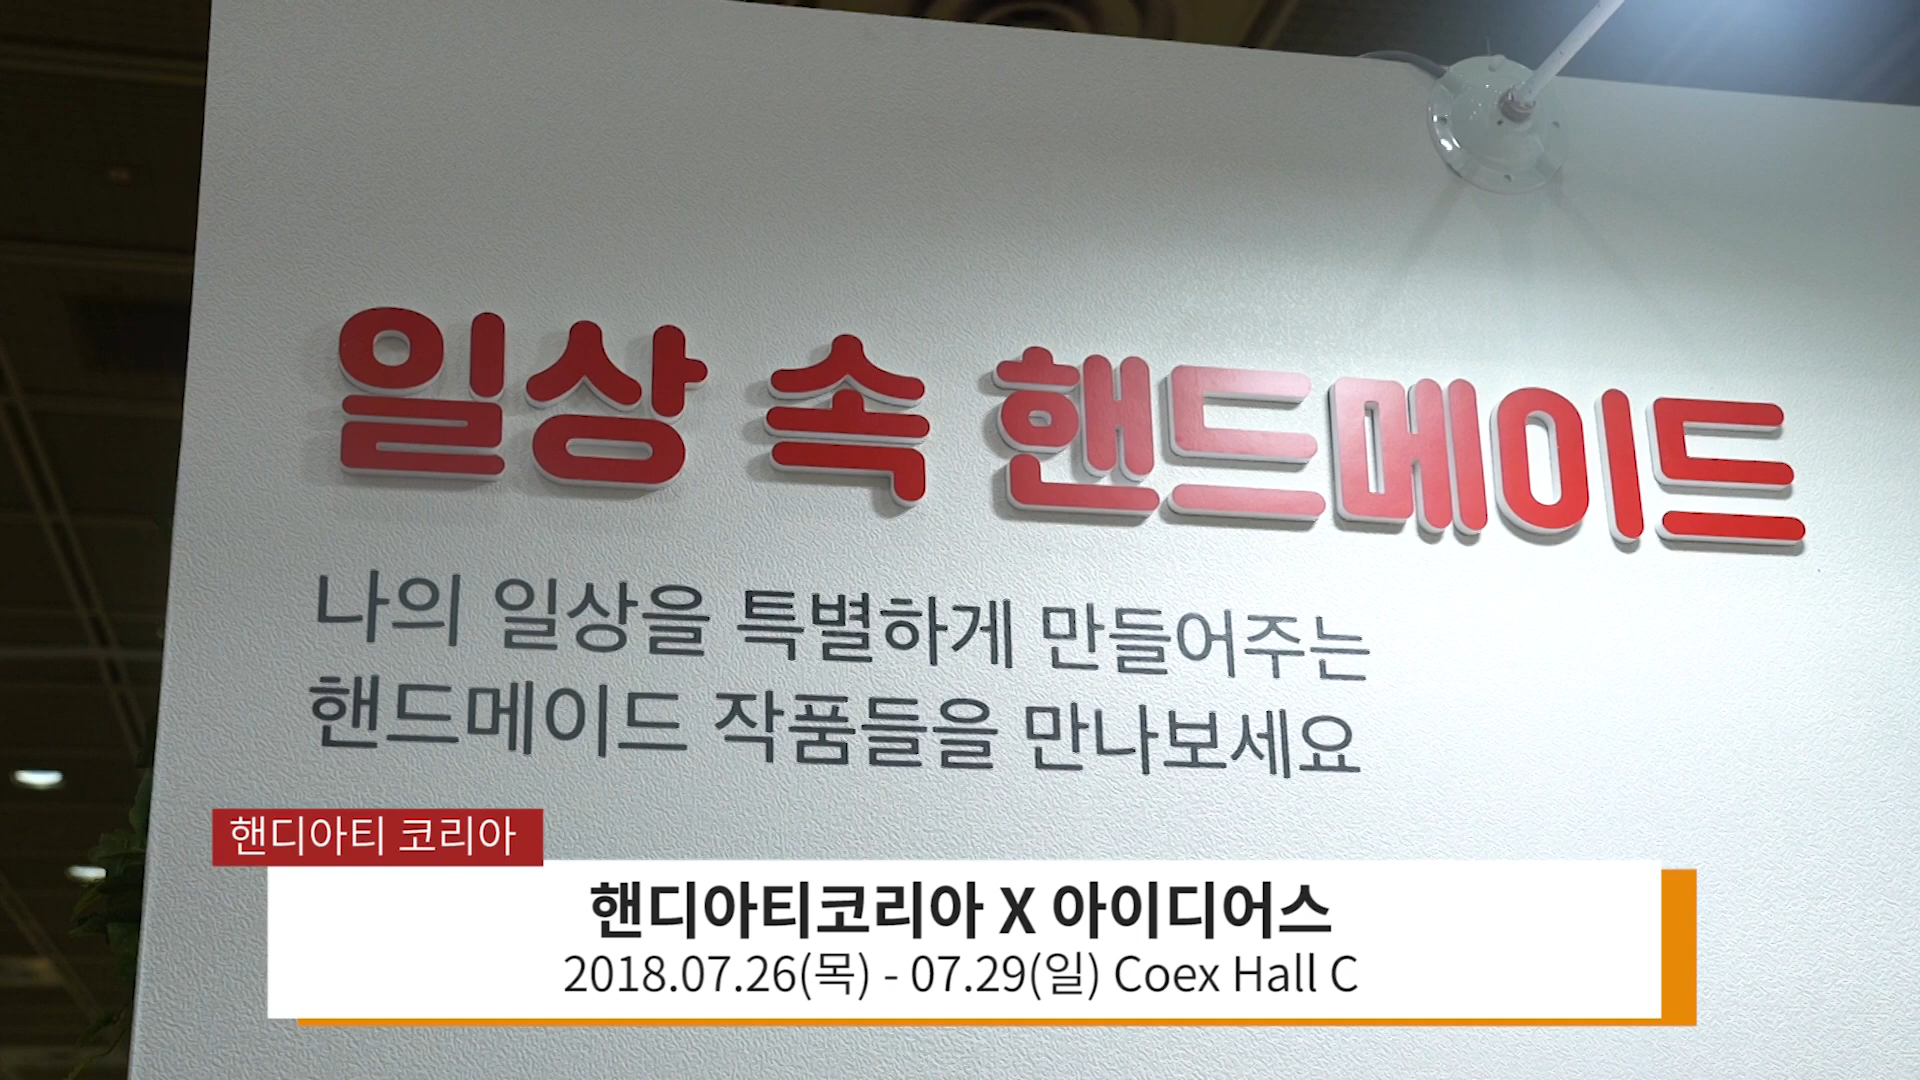 일상 속 핸드메이드
나의 일상을 특별하게 만들어주는
핸드메이드 작품들을 만나보세요
핸디아티 코리아
핸디아티코리아 X 아이디어스
2018.07.26(목) - 07.29(일) Coex Hall C